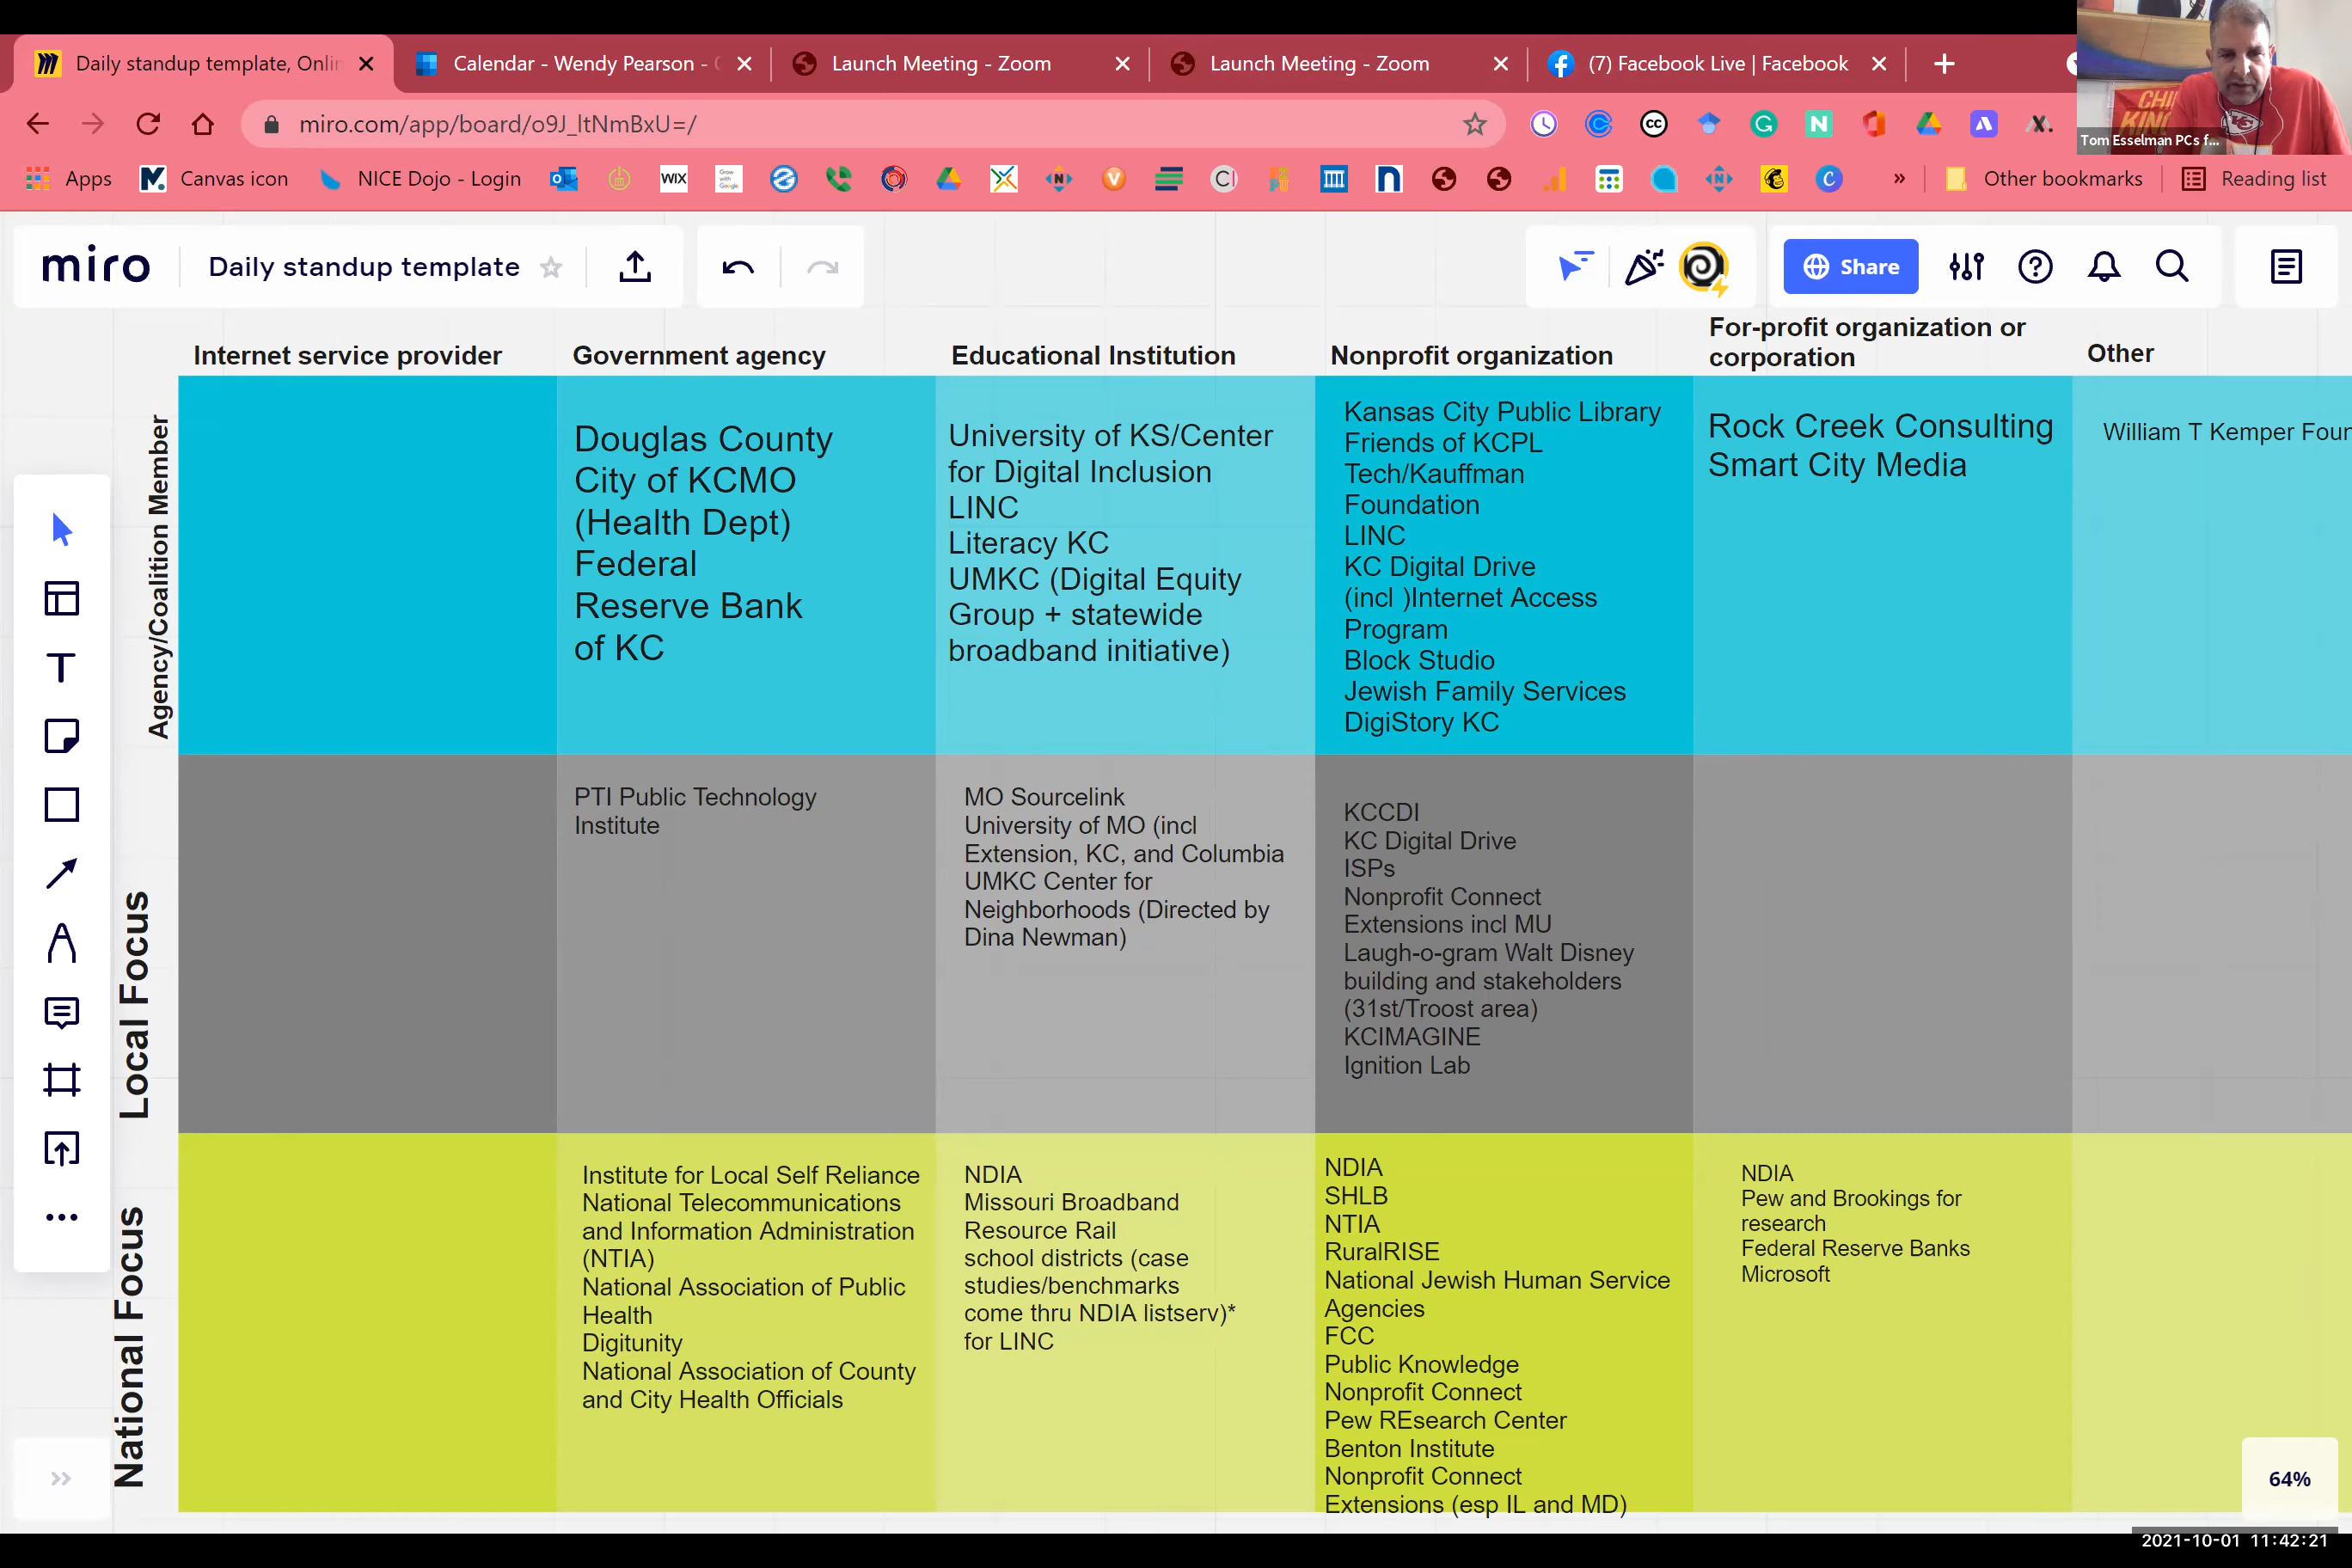 Daily standup template, Onlin
Calendar - Wendy Pearson -
Launch Meeting - Zoom
Launch Meeting - Zoom
(7) Facebook Live | Facebook
miro.com/app/board/o9J_ltNmBxU=/
Tom Esselman PCs f...
Apps
Canvas icon
NICE Dojo - Login
WIX
Other bookmarks
Reading list
miro
Daily standup template
Share
Internet service provider
Government agency
Educational Institution
Nonprofit organization
For-profit organization or
corporation
Other
Agency/Coalition Member
Douglas County
City of KCMO
(Health Dept)
Federal
Reserve Bank
of KC
University of KS/Center
for Digital Inclusion
LINC
Literacy KC
UMKC (Digital Equity
Group + statewide
broadband initiative)
Kansas City Public Library
Friends of KCPL
Tech/Kauffman
Foundation
LINC
KC Digital Drive
(incl )Internet Access
Program
Block Studio
Jewish Family Services
DigiStory KC
Rock Creek Consulting
Smart City Media
William T Kemper Four
Local Focus
PTI Public Technology
Institute
MO Sourcelink
University of MO (incl
Extension, KC, and Columbia
UMKC Center for
Neighborhoods (Directed by
Dina Newman)
KCCDI
KC Digital Drive
ISPs
Nonprofit Connect
Extensions incl MU
Laugh-o-gram Walt Disney
building and stakeholders
(31st/Troost area)
KCIMAGINE
Ignition Lab
National Focus
Institute for Local Self Reliance
National Telecommunications
and Information Administration
(NTIA)
National Association of Public
Health
Digitunity
National Association of County
and City Health Officials
NDIA
Missouri Broadband
Resource Rail
school districts (case
studies/benchmarks
come thru NDIA listserv)*
for LINC
NDIA
SHLB
NTIA
RuralRISE
National Jewish Human Service
Agencies
FCC
Public Knowledge
Nonprofit Connect
Pew REsearch Center
Benton Institute
Nonprofit Connect
Extensions (esp IL and MD)
NDIA
Pew and Brookings for
research
Federal Reserve Banks
Microsoft
64%
2021-10-01 11:42:21